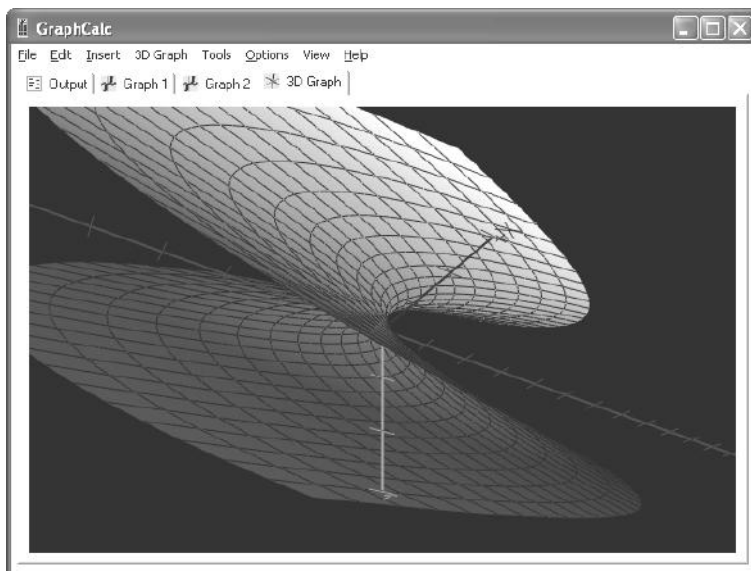 GraphCalc
File Edit Insert 3D Graph Tools Options View Help
Output Graph 1 Graph 2 3D Graph